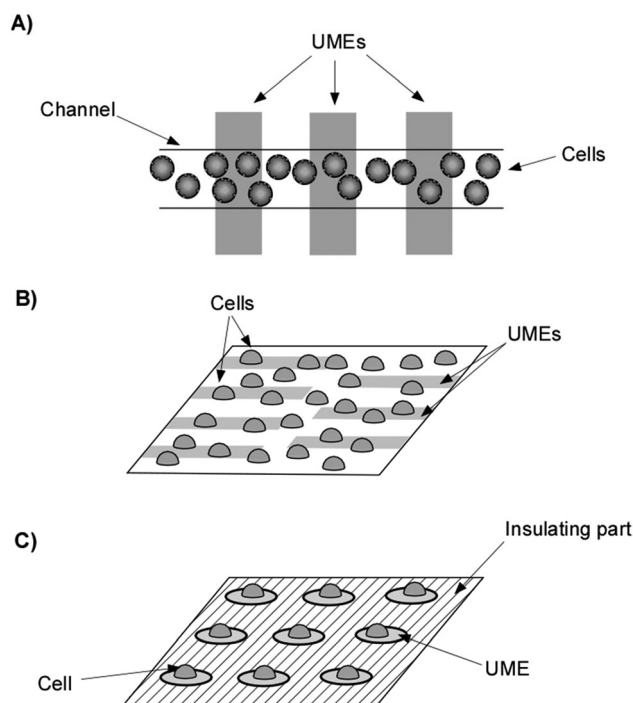 A)
UMEs
Channel
Cells
B)
Cells
UMEs
C)
Insulating part
UME
Cell